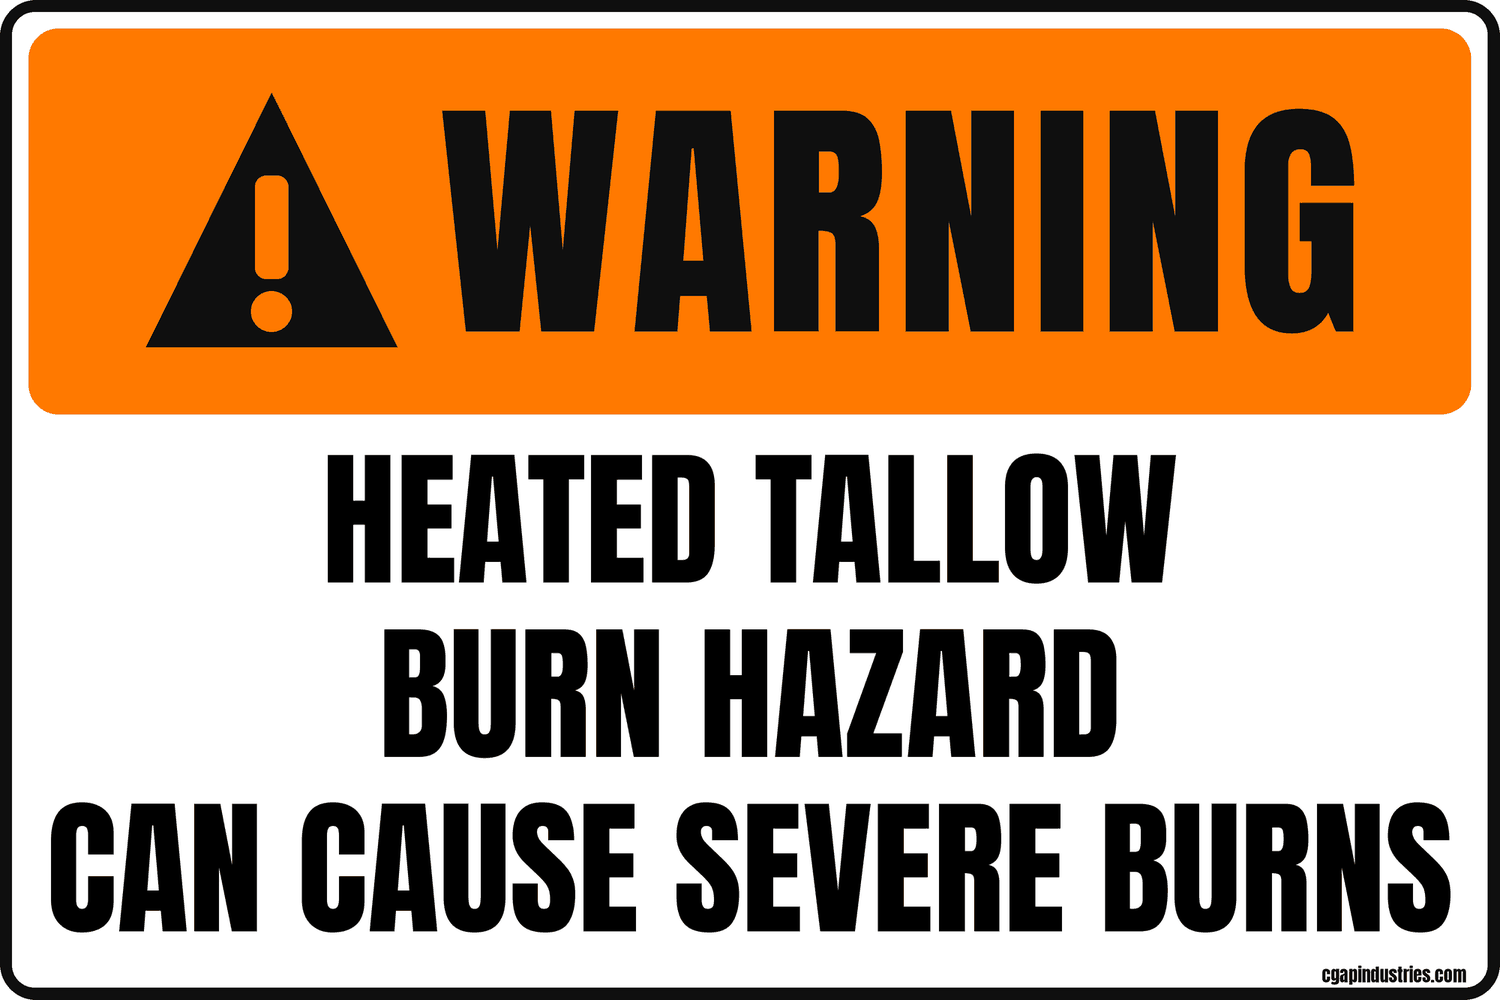 WARNING
HEATED TALLOW
BURN HAZARD
CAN CAUSE SEVERE BURNS
cgapindustries.com